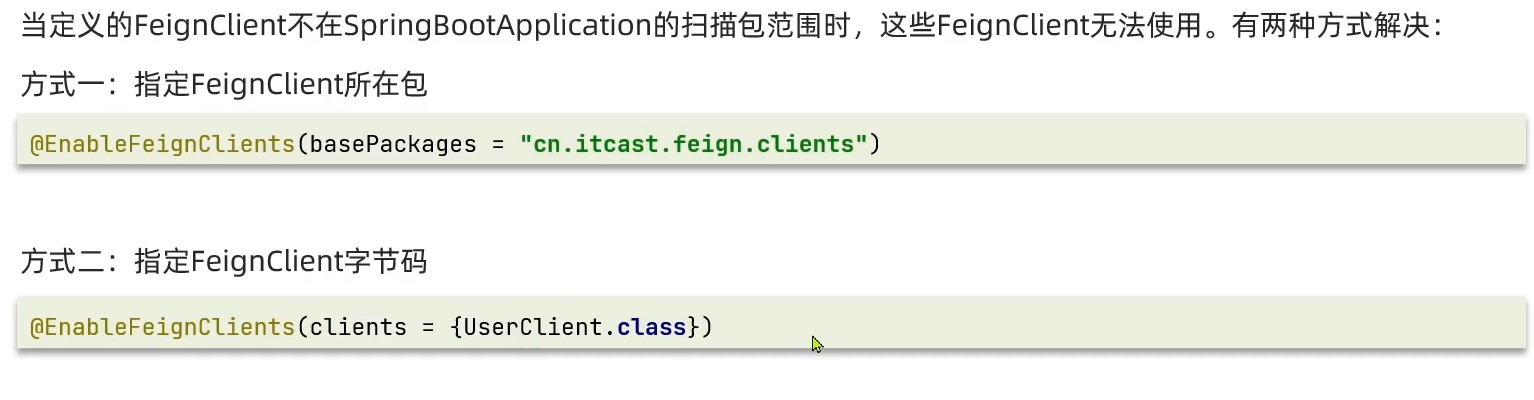 当定义的FeignClient不在SpringBootApplication的扫描包范围时，这些FeignClient无法使用。有两种方式解决：
方式一：指定FeignClient所在包
@EnableFeignClients(basePackages = "cn.itcast.feign.clients")
方式二：指定FeignClient字节码
@EnableFeignClients(clients = {UserClient.class})